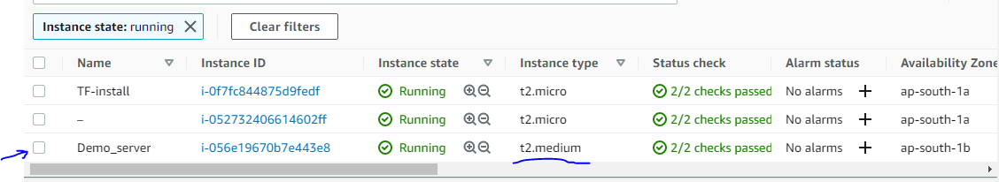 Instance state: running
Clear filters
Name Instance ID Instance state Instance type Status check Alarm status Availability Zone
TF-install i-0f7fc844875d9fedf Running t2.micro 2/2 checks passed No alarms + ap-south-1a
– i-052732406614602ff Running t2.micro 2/2 checks passed No alarms + ap-south-1a
Demo_server i-056e19670b7e443e8 Running t2.medium 2/2 checks passed No alarms + ap-south-1b